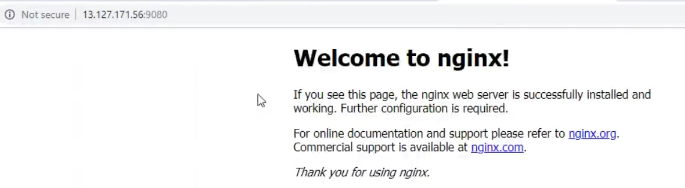 Not secure | 13.127.171.56:9080
Welcome to nginx!
If you see this page, the nginx web server is successfully installed and
working. Further configuration is required.
For online documentation and support please refer to nginx.org.
Commercial support is available at nginx.com.
Thank you for using nginx.